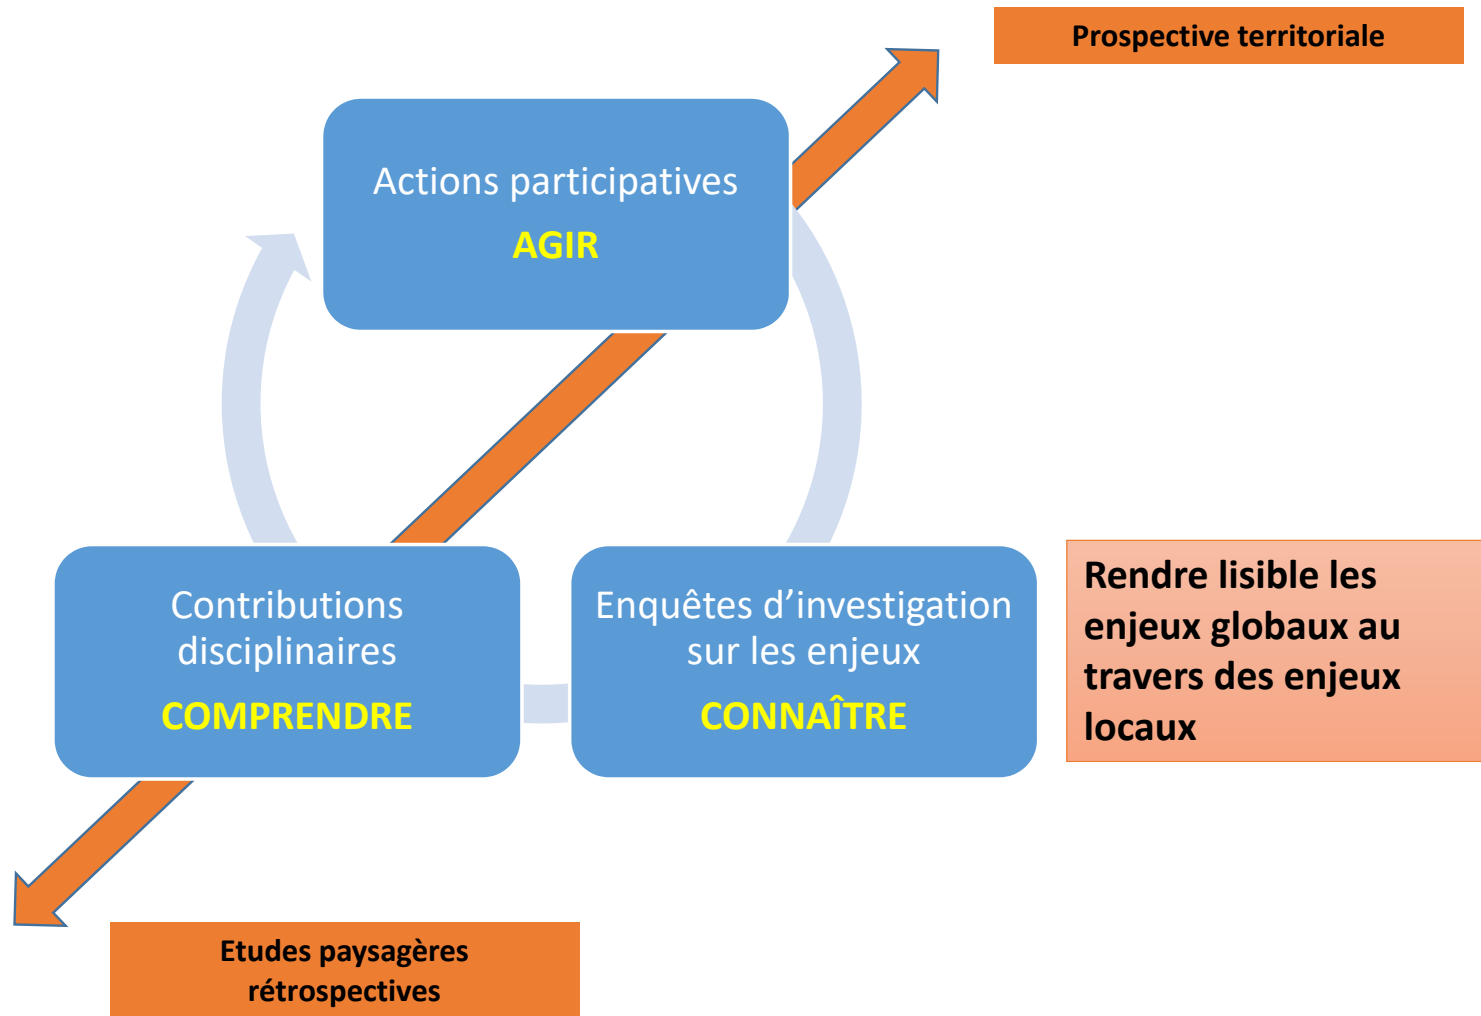 Prospective territoriale
Actions participatives
AGIR
Contributions
disciplinaires
COMPRENDRE
Enquêtes d’investigation
sur les enjeux
CONNAÎTRE
Rendre lisible les
enjeux globaux au
travers des enjeux
locaux
Etudes paysagères
rétrospectives